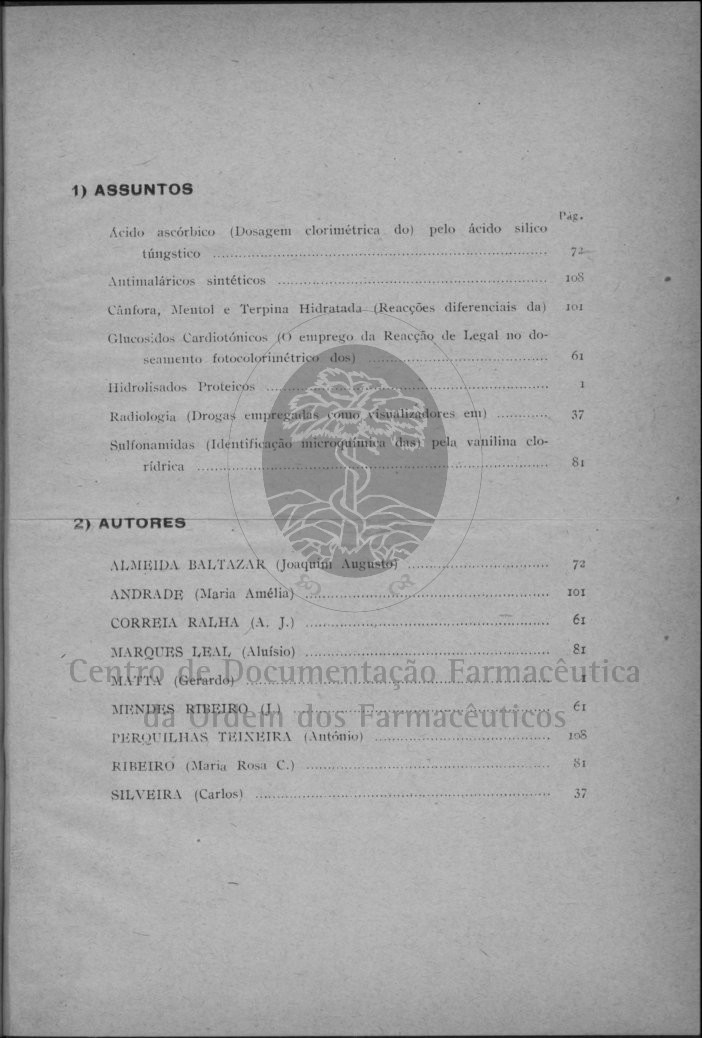 1) ASSUNTOS
Pág.
Ácido ascórbico (Dosagem clorimétrica do) pelo ácido sílico
túngstico ........ 72
Antimaláricos sintéticos ........ 108
Cânfora, Mentol e Terpina Hidratada (Reacções diferenciais da) 101
Glucosidos Cardiotónicos (O emprego da Reacção de Legal no do-
seamento fotocolorimétrico dos) ........ 61
Hidrolisados Proteicos ........ 1
Radiologia (Drogas empregadas como visualizadores em) ........ 37
Sulfonamidas (Identificação microquímica das) pela vanilina clo-
rídrica ........ 81
2) AUTORES
ALMEIDA BALTAZAR (Joaquim Augusto) ........ 72
ANDRADE (Maria Amélia) ........ 101
CORREIA RALHA (A. J.) ........ 61
MARQUES LEAL (Aluísio) ........ 81
MATTA (Gerardo) ........ 1
MENDES RIBEIRO (J.) ........ 61
PERQUILHAS TEIXEIRA (António) ........ 108
RIBEIRO (Maria Rosa C.) ........ 81
SILVEIRA (Carlos) ........ 37
Centro de Documentação Farmacêutica
da Ordem dos Farmacêuticos